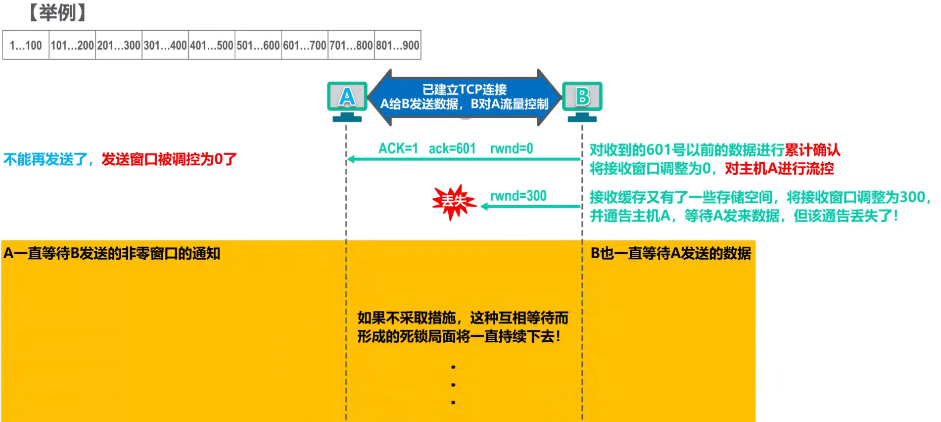 【举例】
1…100 101…200 201…300 301…400 401…500 501…600 601…700 701…800 801…900
已建立TCP连接
A给B发送数据，B对A流量控制
A
B
不能再发送了，发送窗口被调控为0了
ACK=1 ack=601 rwnd=0
对收到的601号以前的数据进行累计确认
将接收窗口调整为0，对主机A进行流控
丢失
rwnd=300
接收缓存又有了一些存储空间，将接收窗口调整为300，
并通告主机A，等待A发来数据，但该通告丢失了！
A一直等待B发送的非零窗口的通知
B也一直等待A发送的数据
如果不采取措施，这种互相等待而
形成的死锁局面将一直持续下去！